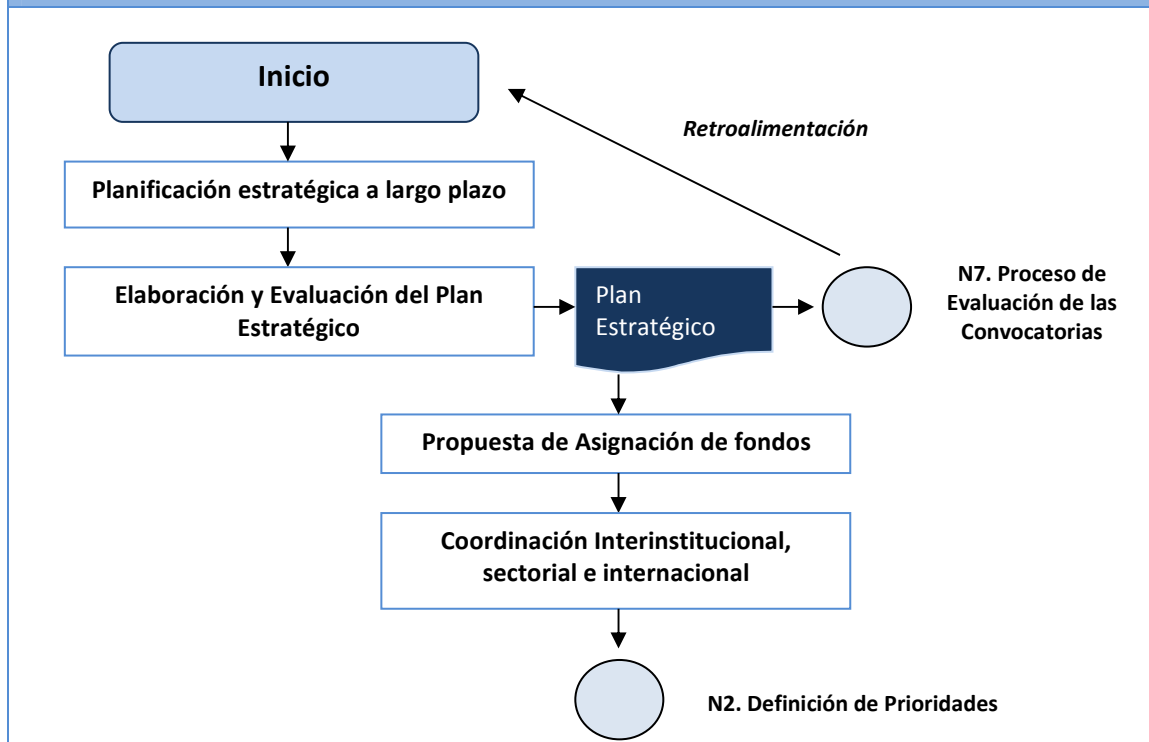 Inicio
Retroalimentación
Planificación estratégica a largo plazo
Elaboración y Evaluación del Plan
Estratégico
Plan
Estratégico
N7. Proceso de
Evaluación de las
Convocatorias
Propuesta de Asignación de fondos
Coordinación Interinstitucional,
sectorial e internacional
N2. Definición de Prioridades